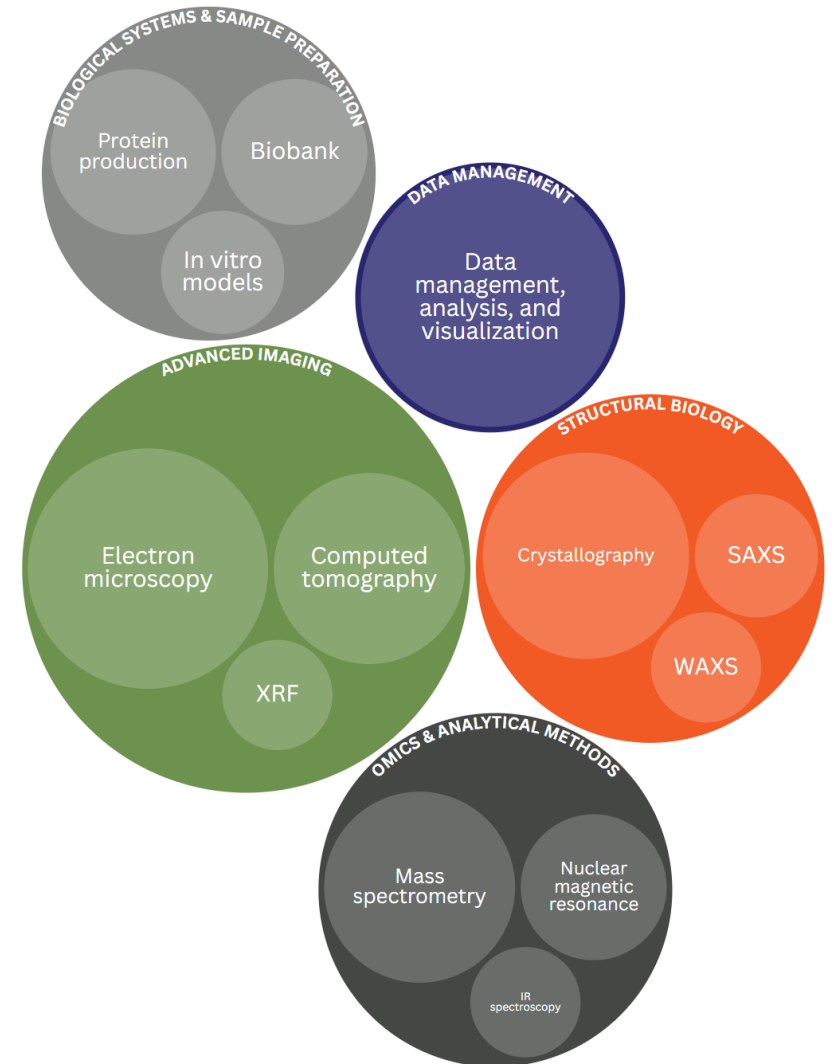 BIOLOGICAL SYSTEMS & SAMPLE PREPARATION
Protein
production
Biobank
In vitro
models
DATA MANAGEMENT
Data
management,
analysis, and
visualization
ADVANCED IMAGING
Electron
microscopy
Computed
tomography
XRF
STRUCTURAL BIOLOGY
Crystallography
SAXS
WAXS
OMICS & ANALYTICAL METHODS
Mass
spectrometry
Nuclear
magnetic
resonance
IR
spectroscopy